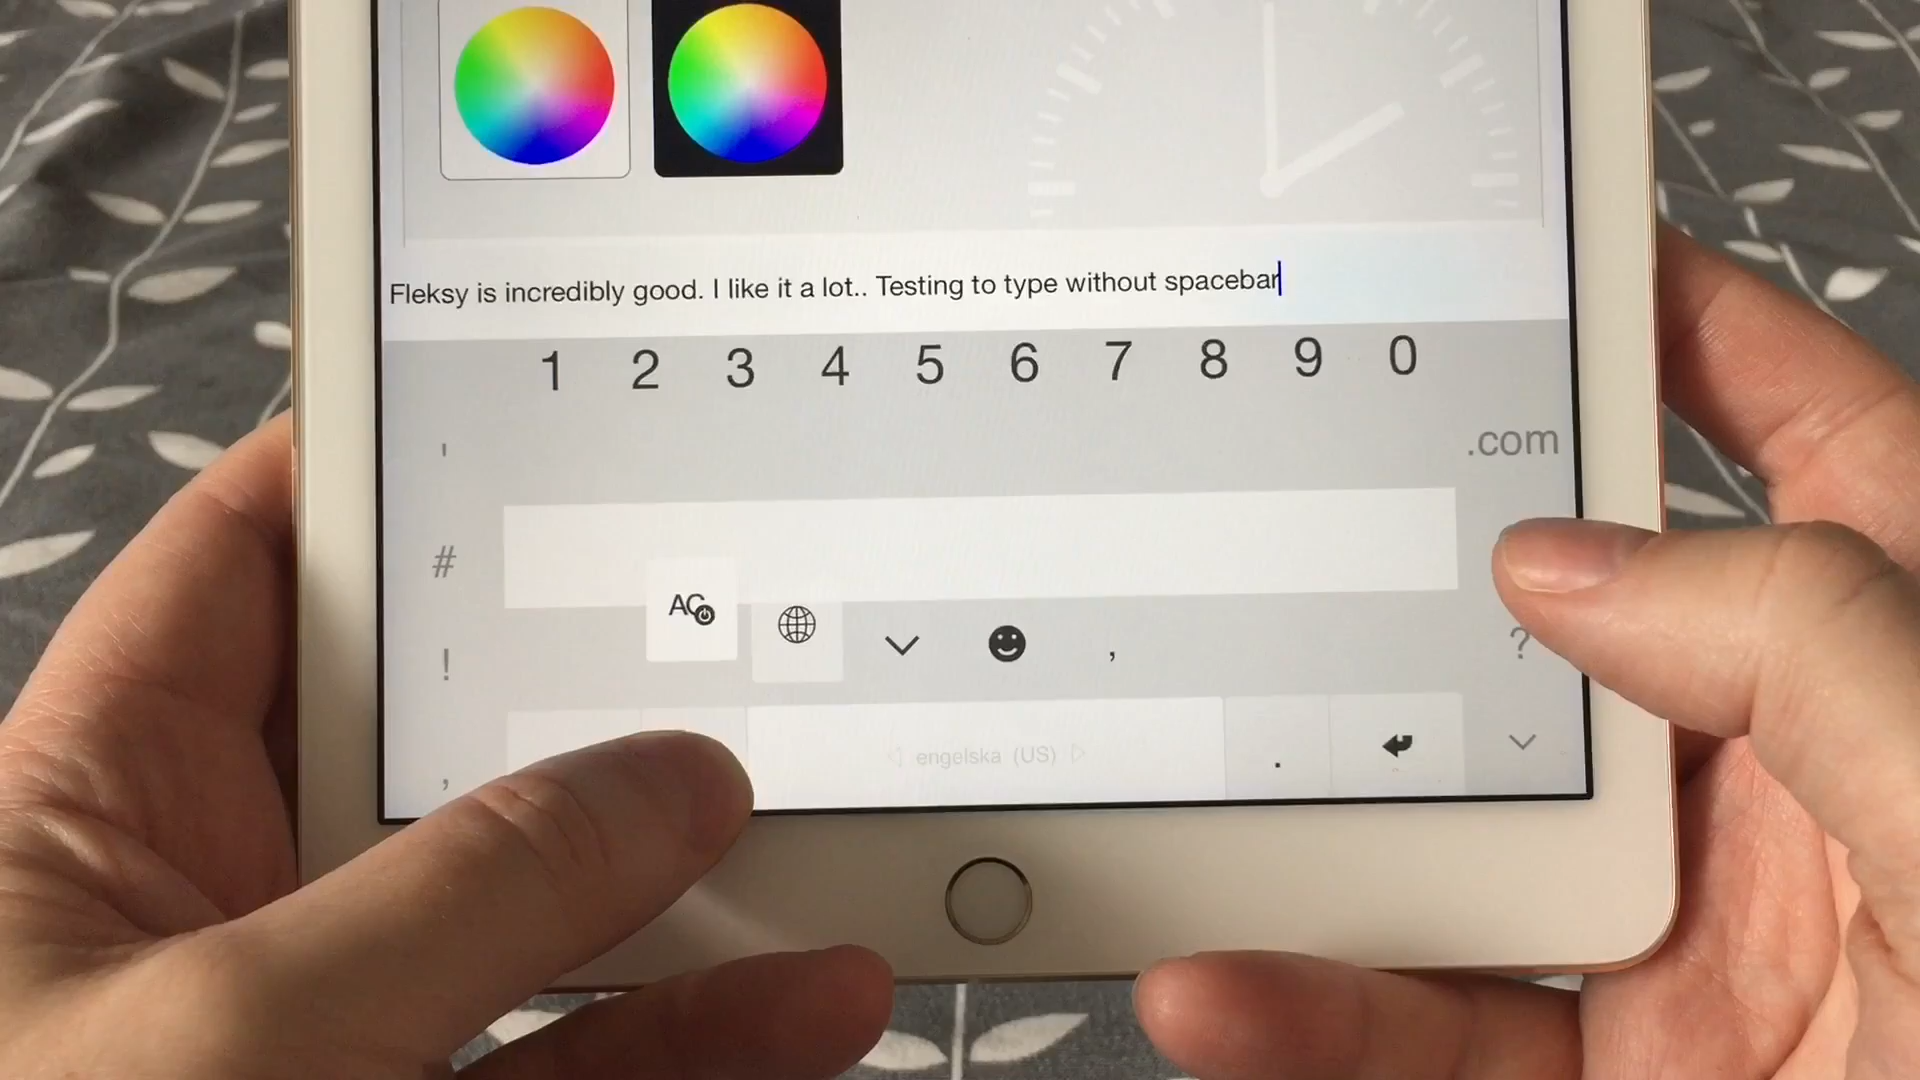 Fleksy is incredibly good. I like it a lot.. Testing to type without spacebar
1 2 3 4 5 6 7 8 9 0
' .com
#
AC
! , ?
, engelska (US) .